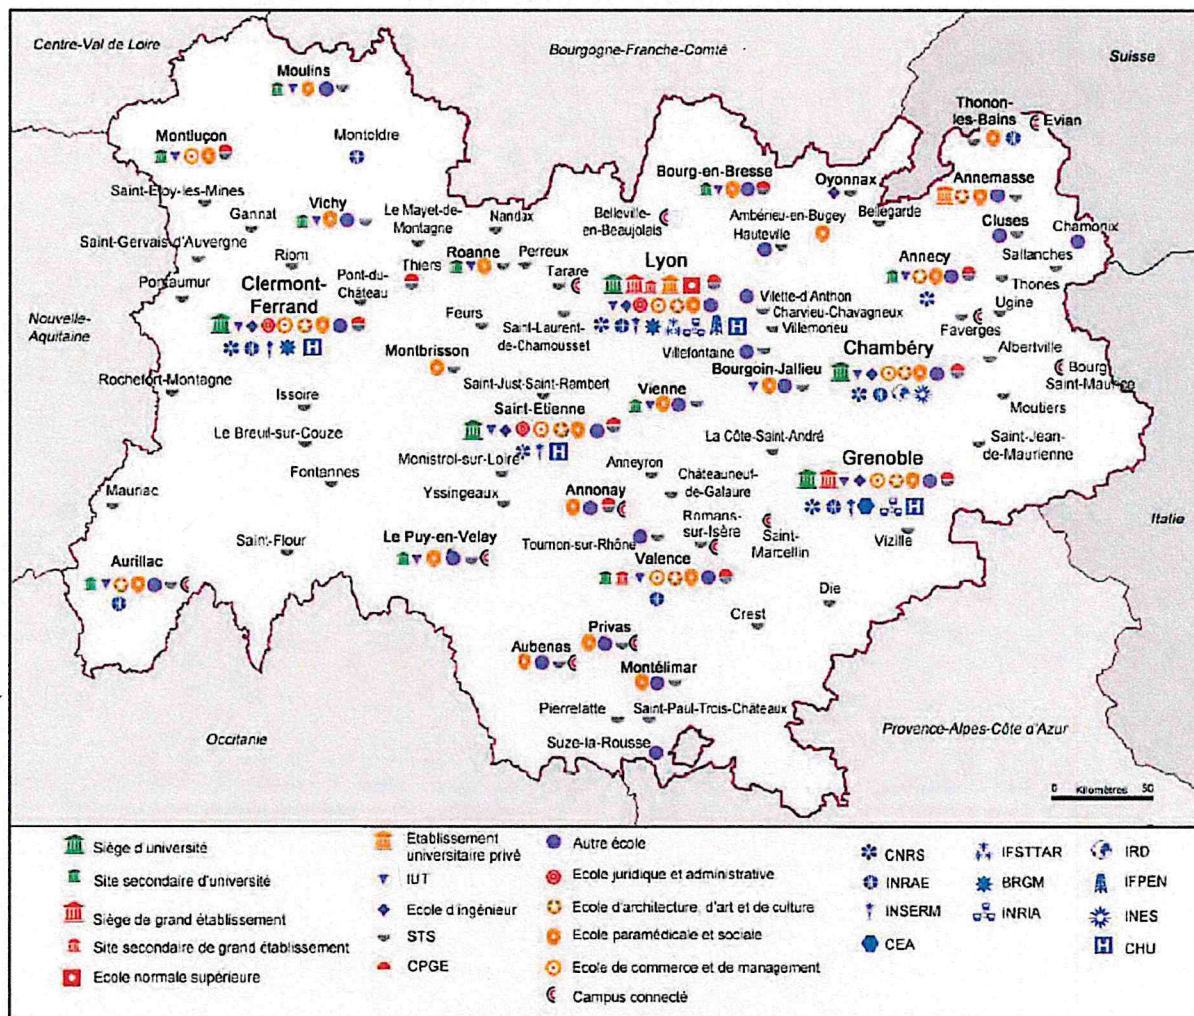 Centre-Val de Loire
Bourgogne-Franche-Comté
Suisse
Moulins
Thonon-
les-Bains
Evian
Montluçon
Montoldre
Bourg-en-Bresse
Oyonnax
Annemasse
Saint-Eloy-les-Mines
Vichy
Gannat
Le Mayet-de-
Montagne
Nandax
Belleville-
en-Beaujolais
Ambérieu-en-Bugey
Bellegarde
Cluses
Chamonix
Hauteville
Saint-Gervais d'Auvergne
Riom
Roanne
Perreux
Lyon
Annecy
Sallanches
Pontaumur
Clermont-
Ferrand
Pont-du-
Château
Thiers
Tarare
Thones
Ugine
Nouvelle-
Aquitaine
Feurs
Saint-Laurent-
de-Chamousset
Vilette-d'Anthon
Charvieu-Chavagneux
Villemoneu
Faverges
Albertville
Montbrisson
Villefontaine
Chambéry
Bourg
Saint-Maurice
Rochefort-Montagne
Bourgoin-Jallieu
Issoire
Saint-Just-Saint-Rambert
Vienne
Moutiers
Saint-Etienne
Le Breuil-sur-Couze
La Côte-Saint-André
Saint-Jean-
de-Maurienne
Monistrol-sur-Loire
Anneyron
Grenoble
Fontannes
Châteauneuf-
de-Galaure
Mauriac
Yssingeaux
Annonay
Romans-
sur-Isère
Italie
Saint-Flour
Le Puy-en-Velay
Tournon-sur-Rhône
Saint-
Marcellin
Vizille
Aurillac
Valence
Die
Crest
Privas
Aubenas
Montélimar
Pierrelatte
Saint-Paul-Trois-Châteaux
Occitanie
Provence-Alpes-Côte d'Azur
Suze-la-Rousse
0 Kilomètres 50
Siège d'université
Site secondaire d'université
Siège de grand établissement
Site secondaire de grand établissement
Ecole normale supérieure
Etablissement
universitaire privé
IUT
Ecole d'ingénieur
STS
CPGE
Autre école
Ecole juridique et administrative
Ecole d'architecture, d'art et de culture
Ecole paramédicale et sociale
Ecole de commerce et de management
Campus connecté
CNRS
INRAE
INSERM
CEA
IFSTTAR
BRGM
INRIA
IRD
IFPEN
INES
CHU